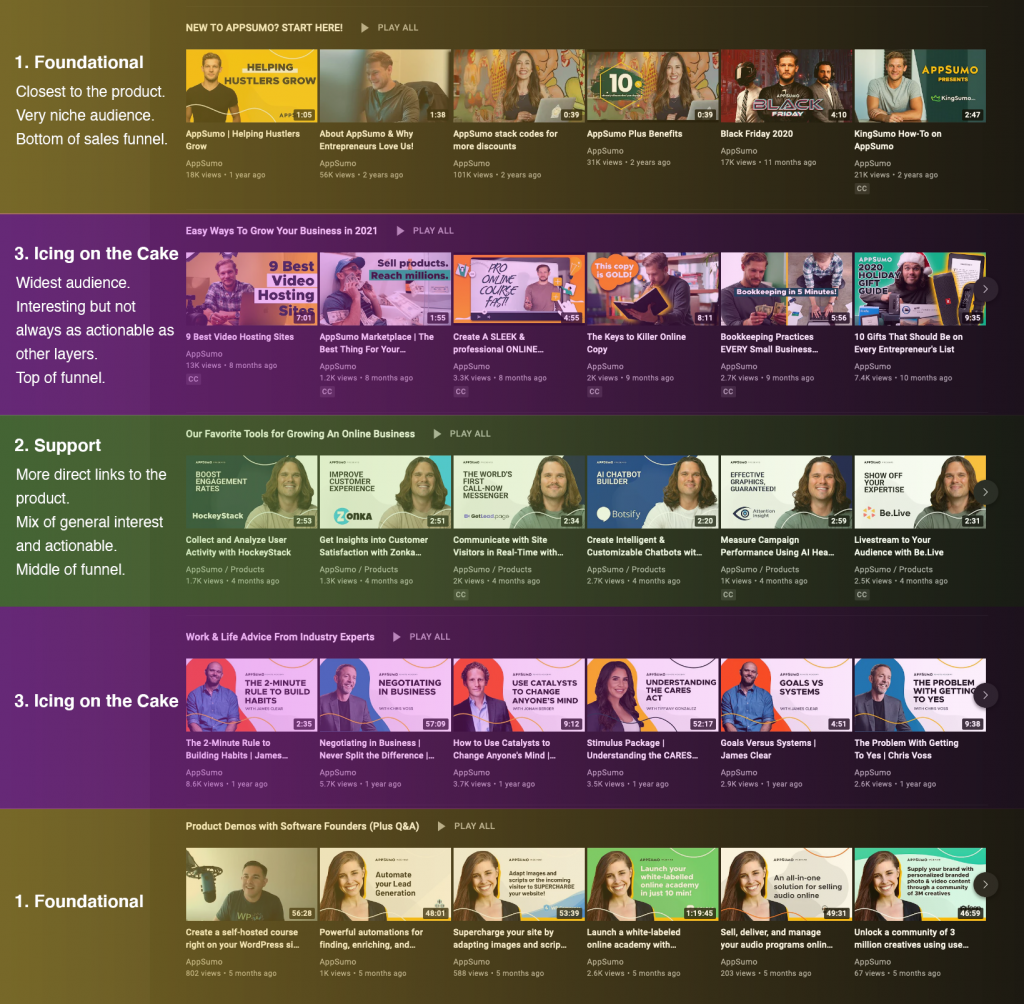 NEW TO APPSUMO? START HERE! PLAY ALL
1. Foundational
Closest to the product.
Very niche audience.
Bottom of sales funnel.
HELPING
HUSTLERS GROW
1:05
1:38
0:39
10
0:39
APPSUMO
BLACK
FRIDAY
4:10
APPSUMO
PRESENTS
KingSumo
2:47
AppSumo | Helping Hustlers
Grow
AppSumo
18K views • 1 year ago
About AppSumo & Why
Entrepreneurs Love Us!
AppSumo
56K views • 2 years ago
AppSumo stack codes for
more discounts
AppSumo
101K views • 2 years ago
AppSumo Plus Benefits
AppSumo
31K views • 2 years ago
Black Friday 2020
AppSumo
17K views • 11 months ago
KingSumo How-To on
AppSumo
AppSumo
21K views • 2 years ago
CC
Easy Ways To Grow Your Business in 2021 PLAY ALL
3. Icing on the Cake
Widest audience.
Interesting but not
always as actionable as
other layers.
Top of funnel.
9 Best
Video
Hosting
Sites
7:01
Sell products.
Reach millions.
1:55
PRO
ONLINE
COURSE
FAST!
4:55
This copy
is GOLD!
8:11
Bookkeeping in 5 Minutes!
5:56
APPSUMO
2020
HOLIDAY
GIFT
GUIDE
9:35
9 Best Video Hosting Sites
AppSumo
13K views • 8 months ago
CC
AppSumo Marketplace | The
Best Thing For Your...
AppSumo
1.2K views • 8 months ago
CC
Create A SLEEK &
professional ONLINE...
AppSumo
3.3K views • 8 months ago
CC
The Keys to Killer Online
Copy
AppSumo
2K views • 9 months ago
CC
Bookkeeping Practices
EVERY Small Business...
AppSumo
2.7K views • 9 months ago
CC
10 Gifts That Should Be on
Every Entrepreneur's List
AppSumo
7.4K views • 10 months ago
Our Favorite Tools for Growing An Online Business PLAY ALL
2. Support
More direct links to the
product.
Mix of general interest
and actionable.
Middle of funnel.
BOOST
ENGAGEMENT
RATES
HockeyStack
2:53
IMPROVE
CUSTOMER
EXPERIENCE
ZONKA
2:51
THE WORLD'S
FIRST
CALL-NOW
MESSENGER
GetLead.page
2:34
AI CHATBOT
BUILDER
Botsify
2:20
EFFECTIVE
GRAPHICS,
GUARANTEED!
Attention
Insight
2:59
SHOW OFF
YOUR
EXPERTISE
Be.Live
2:31
Collect and Analyze User
Activity with HockeyStack
AppSumo / Products
1.7K views • 4 months ago
Get Insights into Customer
Satisfaction with Zonka...
AppSumo / Products
1.3K views • 4 months ago
Communicate with Site
Visitors in Real-Time with...
AppSumo / Products
2K views • 4 months ago
CC
Create Intelligent &
Customizable Chatbots wit...
AppSumo / Products
2.7K views • 4 months ago
Measure Campaign
Performance Using AI Hea...
AppSumo / Products
1K views • 4 months ago
CC
Livestream to Your
Audience with Be.Live
AppSumo / Products
2.5K views • 4 months ago
CC
Work & Life Advice From Industry Experts PLAY ALL
3. Icing on the Cake
THE 2-MINUTE
RULE TO BUILD
HABITS
WITH JAMES CLEAR
2:35
NEGOTIATING
IN BUSINESS
WITH CHRIS VOSS
57:09
USE CATALYSTS
TO CHANGE
ANYONE'S MIND
WITH JONAH BERGER
9:12
UNDERSTANDING
THE CARES
ACT
WITH TIFFANY GONZALEZ
52:17
GOALS VS
SYSTEMS
WITH JAMES CLEAR
4:51
THE PROBLEM
WITH GETTING
TO YES
WITH CHRIS VOSS
9:38
The 2-Minute Rule to
Building Habits | James...
AppSumo
8.6K views • 1 year ago
Negotiating in Business |
Never Split the Difference |...
AppSumo
5.7K views • 1 year ago
How to Use Catalysts to
Change Anyone's Mind |...
AppSumo
3.7K views • 1 year ago
Stimulus Package |
Understanding the CARES...
AppSumo
3.5K views • 1 year ago
Goals Versus Systems |
James Clear
AppSumo
2.9K views • 1 year ago
The Problem With Getting
To Yes | Chris Voss
AppSumo
2.6K views • 1 year ago
Product Demos with Software Founders (Plus Q&A) PLAY ALL
1. Foundational
56:28
Automate
your Lead
Generation
48:01
Adapt images and
scripts or the incoming
visitor to SUPERCHARGE
your website!
53:39
Launch your
white-labelled
online academy
in just 10 min!
1:19:45
An all-in-one
solution for selling
audio online
49:31
Supply your brand with
personalized branded
photo & video content
through a community
of 3M creatives
46:59
Create a self-hosted course
right on your WordPress si...
AppSumo
802 views • 5 months ago
Powerful automations for
finding, enriching, and...
AppSumo
1K views • 5 months ago
Supercharge your site by
adapting images and scrip...
AppSumo
588 views • 5 months ago
Launch a white-labeled
online academy with...
AppSumo
2.6K views • 5 months ago
Sell, deliver, and manage
your audio programs onlin...
AppSumo
203 views • 5 months ago
Unlock a community of 3
million creatives using use...
AppSumo
67 views • 5 months ago